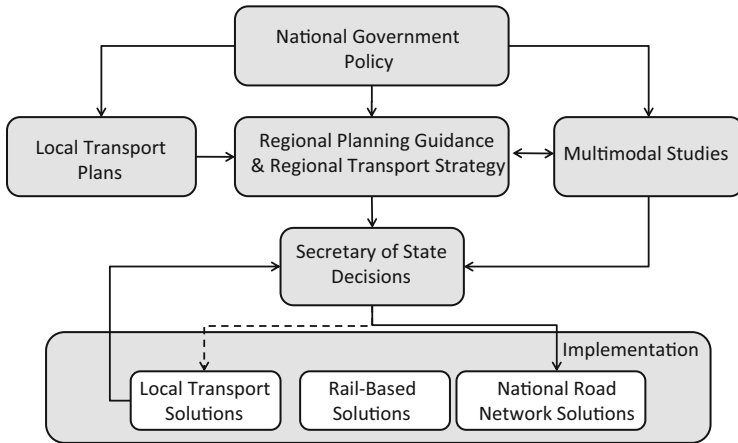 National Government
Policy
Local Transport
Plans
Regional Planning Guidance
& Regional Transport Strategy
Multimodal Studies
Secretary of State
Decisions
Implementation
Local Transport
Solutions
Rail-Based
Solutions
National Road
Network Solutions